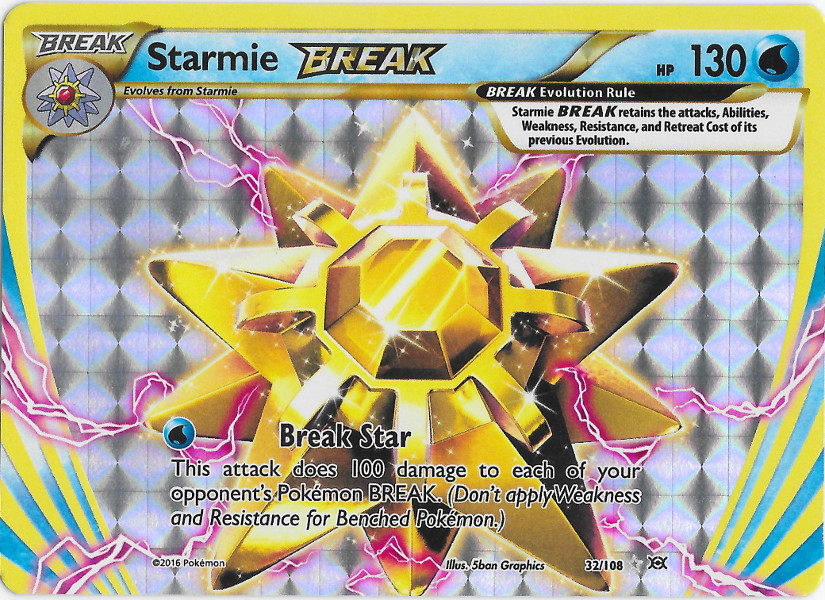 BREAK
Starmie BREAK
HP 130
Evolves from Starmie
BREAK Evolution Rule
Starmie BREAK retains the attacks, Abilities,
Weakness, Resistance, and Retreat Cost of its
previous Evolution.
Break Star
This attack does 100 damage to each of your
opponent's Pokémon BREAK. (Don't apply Weakness
and Resistance for Benched Pokémon.)
©2016 Pokémon
Illus. 5ban Graphics
32/108